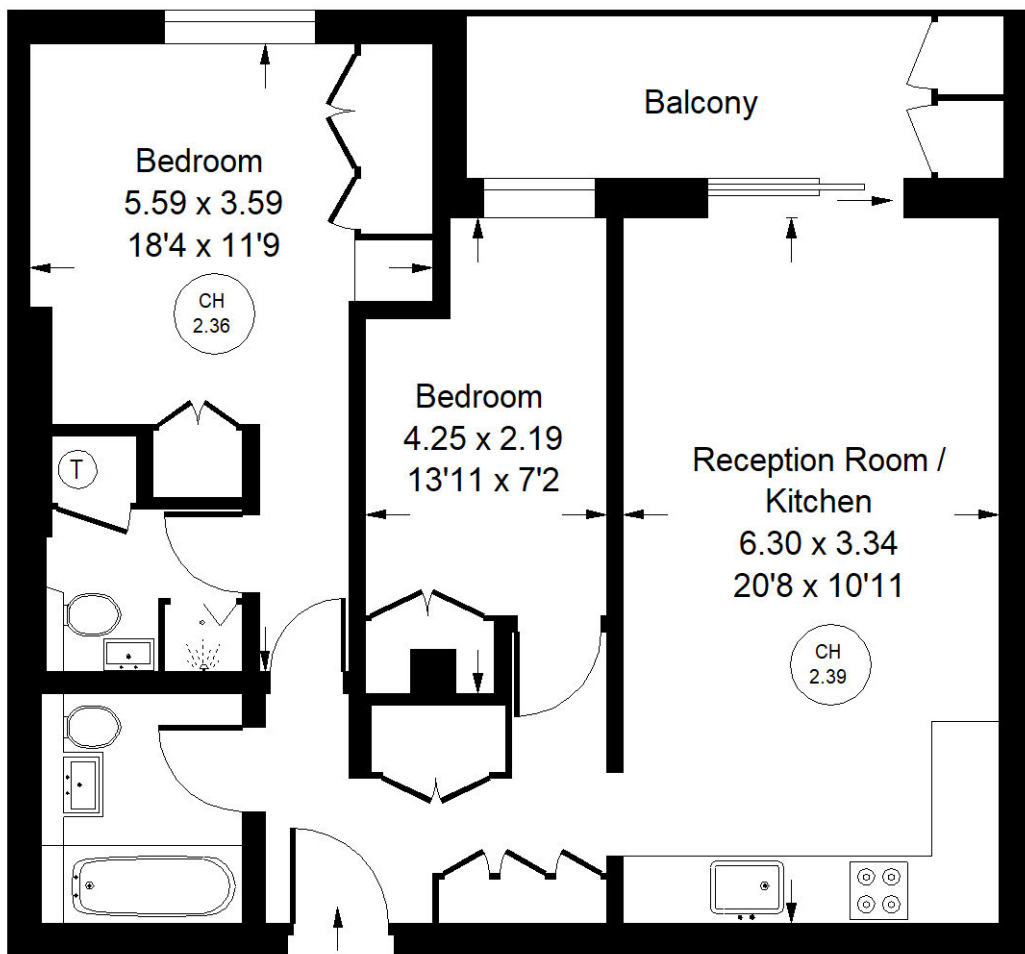 Balcony
Bedroom
5.59 x 3.59
18'4 x 11'9
CH
2.36
Bedroom
4.25 x 2.19
13'11 x 7'2
T
Reception Room /
Kitchen
6.30 x 3.34
20'8 x 10'11
CH
2.39